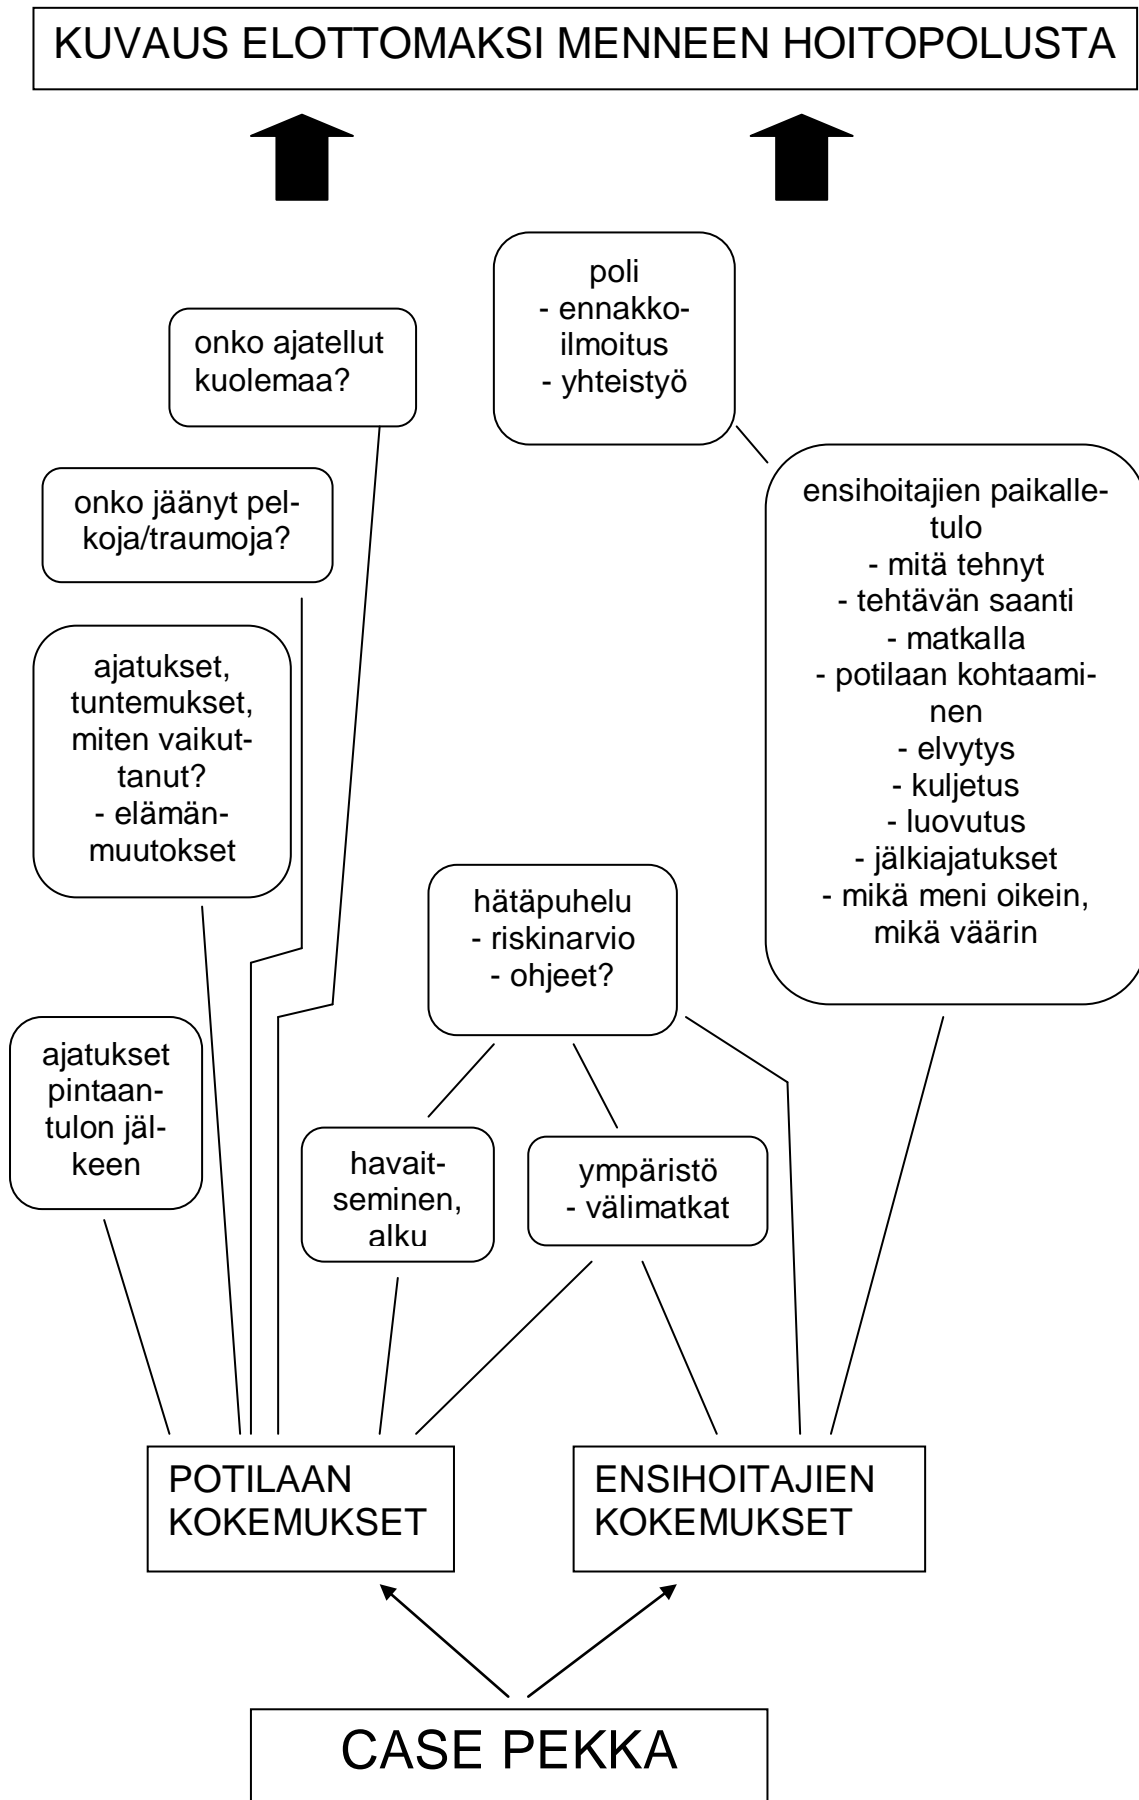 KUVAUS ELOTTOMAKSI MENNEEN HOITOPOLUSTA
poli
- ennakko-
ilmoitus
- yhteistyö
onko ajatellut
kuolemaa?
onko jäänyt pel-
koja/traumoja?
ensihoitajien paikalle-
tulo
- mitä tehnyt
- tehtävän saanti
- matkalla
- potilaan kohtaami-
nen
- elvytys
- kuljetus
- luovutus
- jälkiajatukset
- mikä meni oikein,
mikä väärin
ajatukset,
tuntemukset,
miten vaikut-
tanut?
- elämän-
muutokset
hätäpuhelu
- riskinarvio
- ohjeet?
ajatukset
pintaan-
tulon jäl-
keen
havait-
seminen,
alku
ympäristö
- välimatkat
POTILAAN
KOKEMUKSET
ENSIHOITAJIEN
KOKEMUKSET
CASE PEKKA